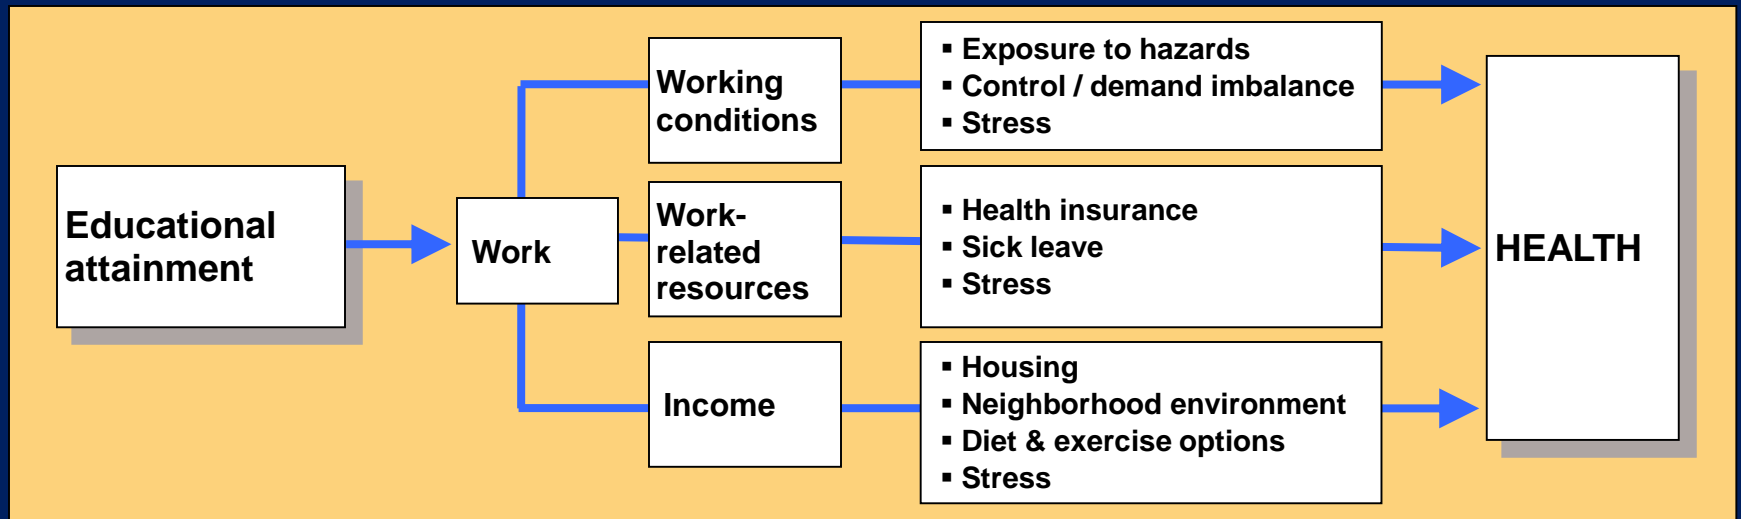 Educational
attainment
Work
Working
conditions
▪ Exposure to hazards
▪ Control / demand imbalance
▪ Stress
Work-
related
resources
▪ Health insurance
▪ Sick leave
▪ Stress
Income
▪ Housing
▪ Neighborhood environment
▪ Diet & exercise options
▪ Stress
HEALTH